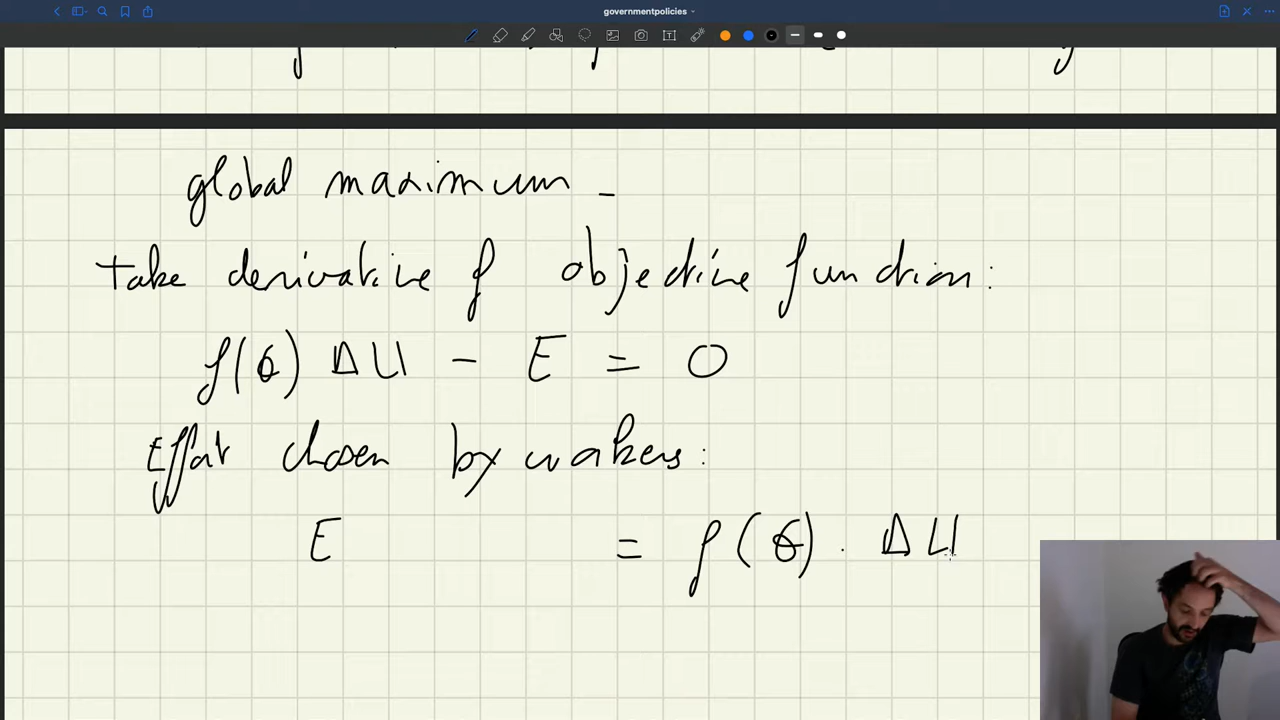 governmentpolicies
global maximum -
take derivative of objective function:
f(θ) ΔU - E = 0
Effort chosen by workers:
E = f(θ) . ΔU